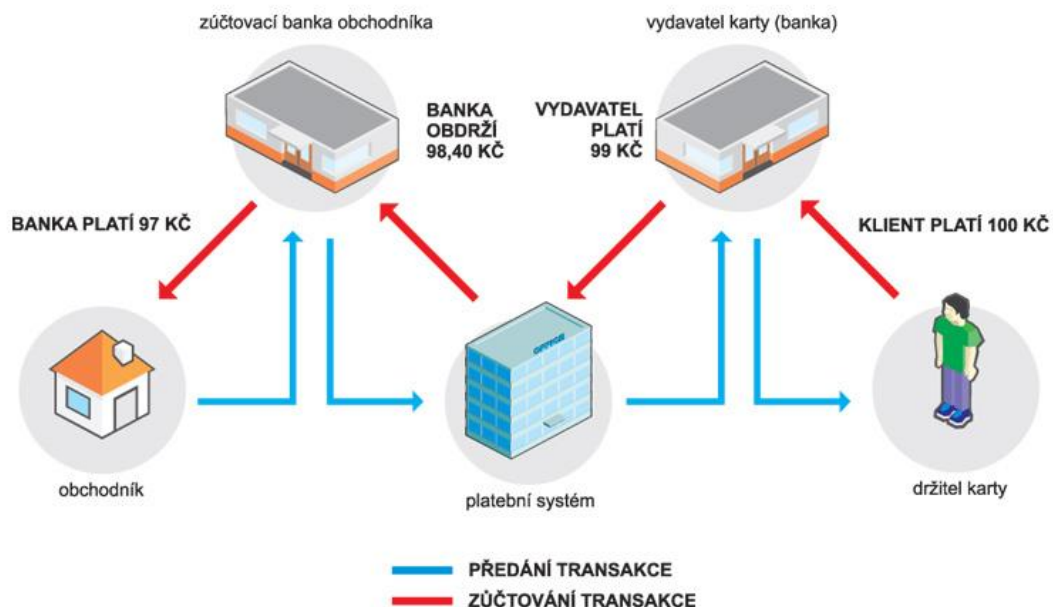 zúčtovací banka obchodníka
vydavatel karty (banka)
BANKA
OBDRŽÍ
98,40 KČ
VYDAVATEL
PLATÍ
99 KČ
BANKA PLATÍ 97 KČ
KLIENT PLATÍ 100 KČ
OFFICE
obchodník
platební systém
držitel karty
PŘEDÁNÍ TRANSAKCE
ZÚČTOVÁNÍ TRANSAKCE